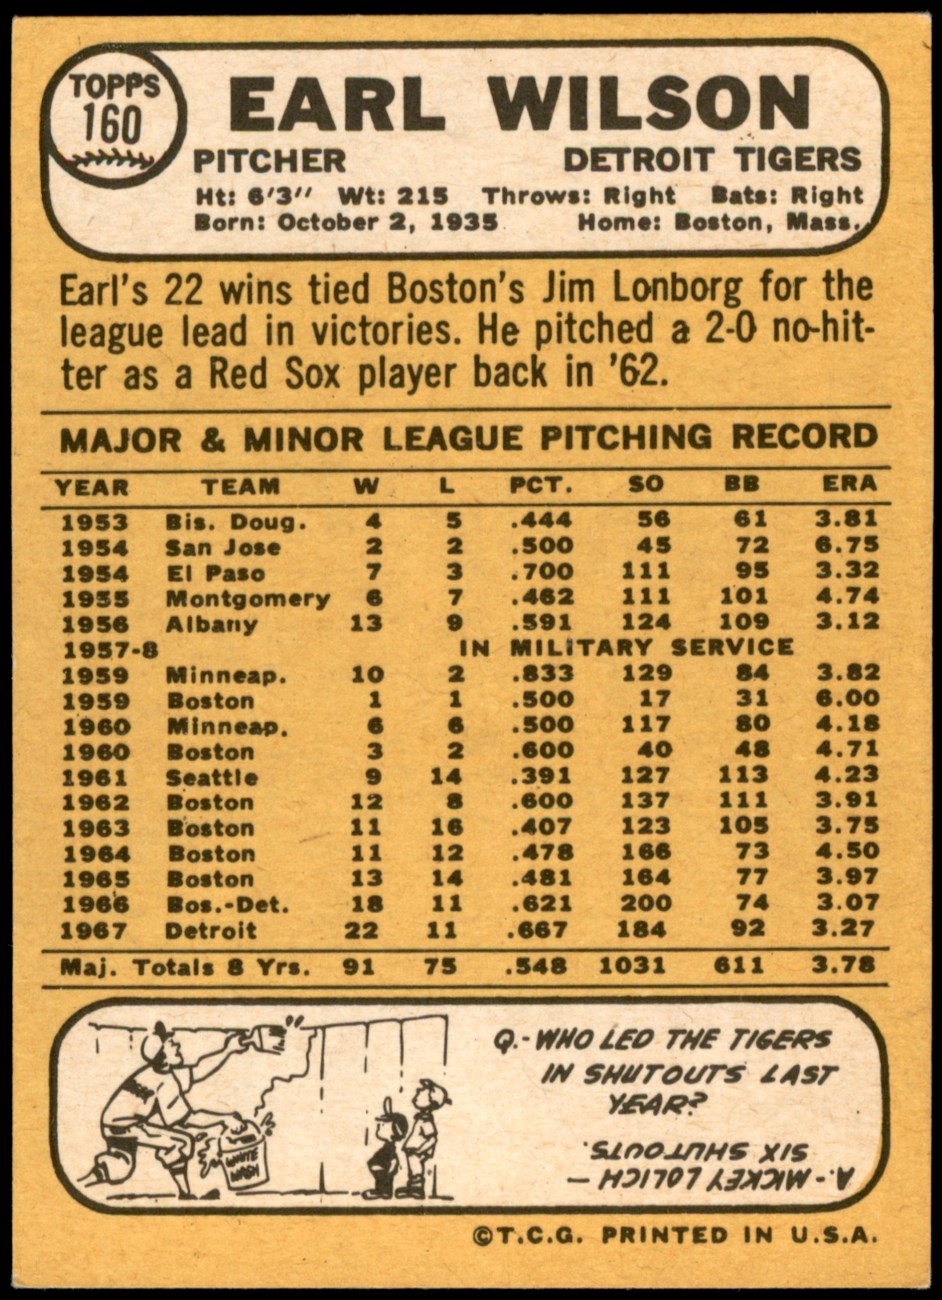 TOPPS
160
EARL WILSON
PITCHER DETROIT TIGERS
Ht: 6'3" Wt: 215 Throws: Right Bats: Right
Born: October 2, 1935 Home: Boston, Mass.
Earl's 22 wins tied Boston's Jim Lonborg for the
league lead in victories. He pitched a 2-0 no-hit-
ter as a Red Sox player back in '62.
MAJOR & MINOR LEAGUE PITCHING RECORD
YEAR TEAM W L PCT. SO BB ERA
1953 Bis. Doug. 4 5 .444 56 61 3.81
1954 San Jose 2 2 .500 45 72 6.75
1954 El Paso 7 3 .700 111 95 3.32
1955 Montgomery 6 7 .462 111 101 4.74
1956 Albany 13 9 .591 124 109 3.12
1957-8 IN MILITARY SERVICE
1959 Minneap. 10 2 .833 129 84 3.82
1959 Boston 1 1 .500 17 31 6.00
1960 Minneap. 6 6 .500 117 80 4.18
1960 Boston 3 2 .600 40 48 4.71
1961 Seattle 9 14 .391 127 113 4.23
1962 Boston 12 8 .600 137 111 3.91
1963 Boston 11 16 .407 123 105 3.75
1964 Boston 11 12 .478 166 73 4.50
1965 Boston 13 14 .481 164 77 3.97
1966 Bos.-Det. 18 11 .621 200 74 3.07
1967 Detroit 22 11 .667 184 92 3.27
Maj. Totals 8 Yrs. 91 75 .548 1031 611 3.78
Q.-WHO LED THE TIGERS
IN SHUTOUTS LAST
YEAR?
A.-MICKEY LOLICH —
SIX SHUTOUTS.
WHITE
WASH
©T.C.G. PRINTED IN U.S.A.